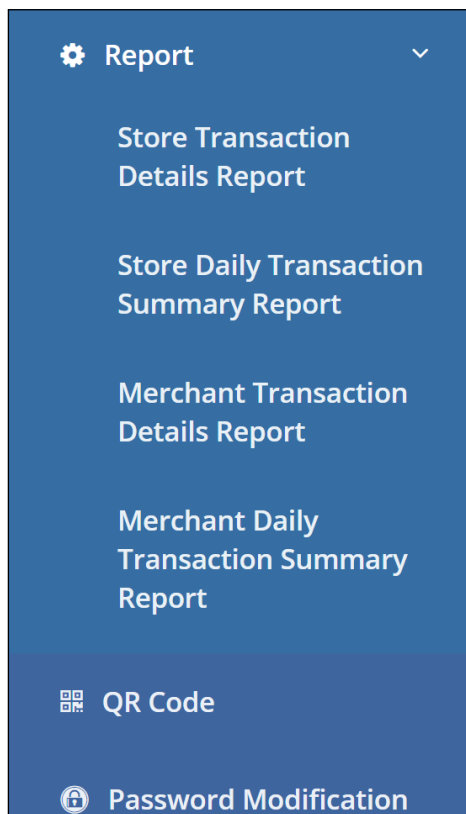 Report
Store Transaction
Details Report
Store Daily Transaction
Summary Report
Merchant Transaction
Details Report
Merchant Daily
Transaction Summary
Report
QR Code
Password Modification